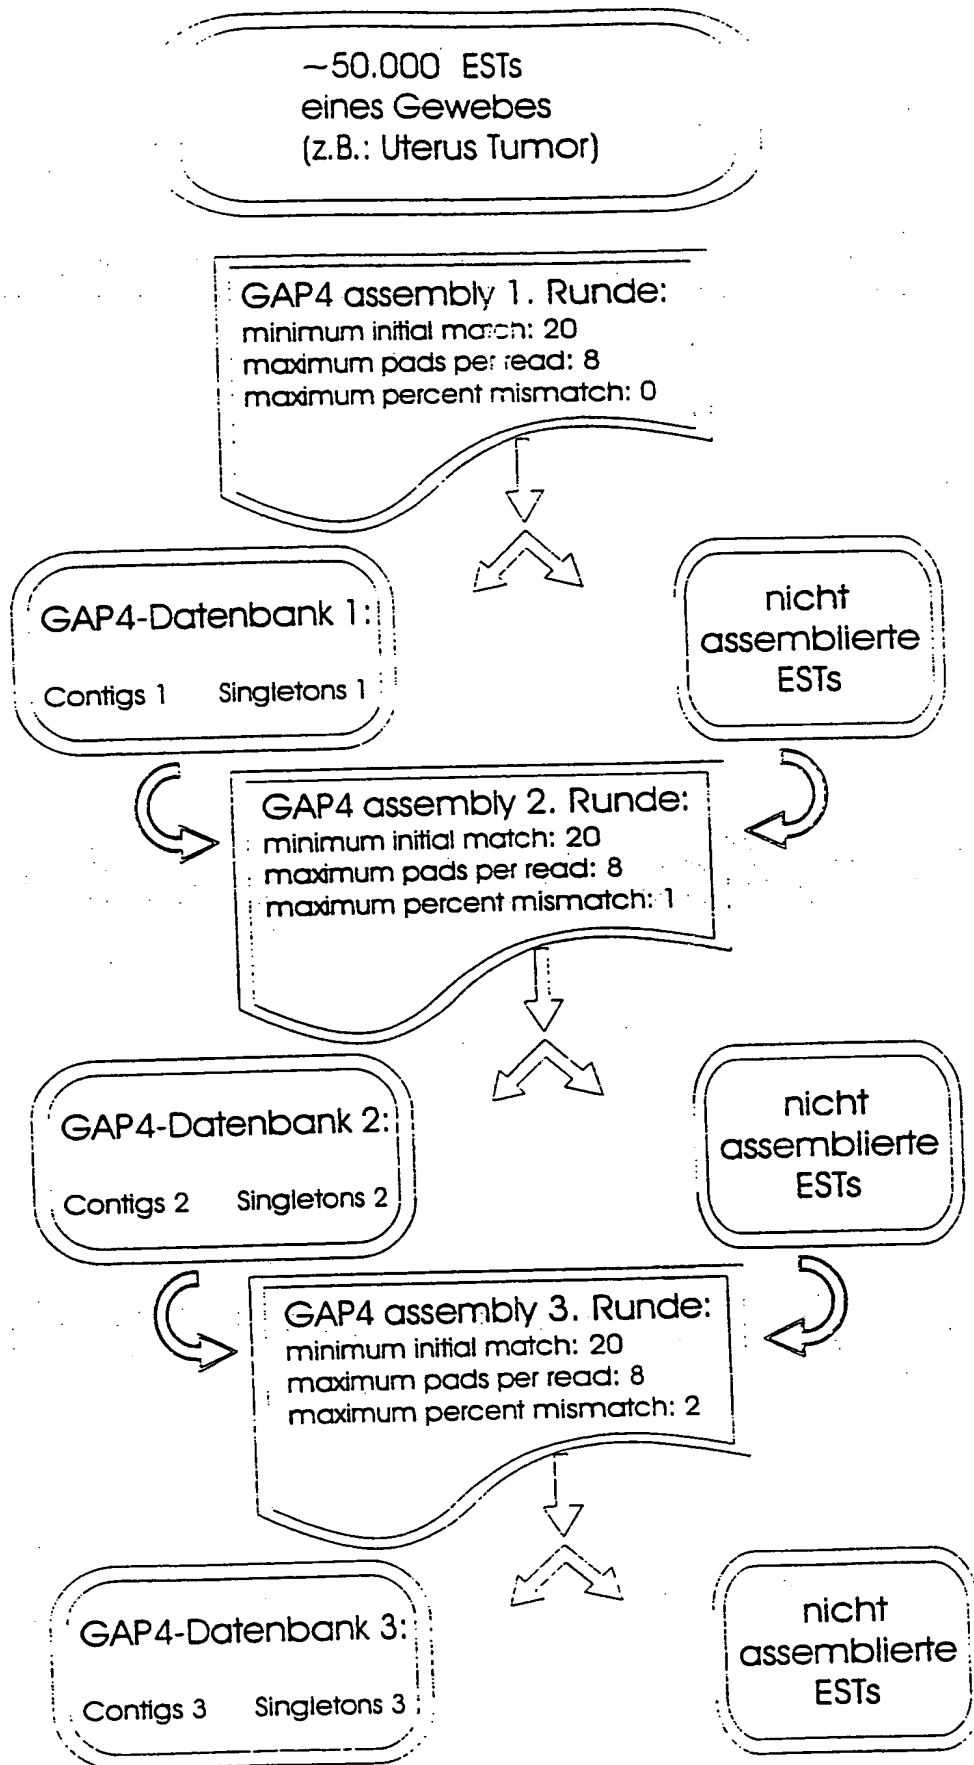 ~50.000 ESTs
eines Gewebes
(z.B.: Uterus Tumor)
GAP4 assembly 1. Runde:
minimum initial match: 20
maximum pads per read: 8
maximum percent mismatch: 0
GAP4-Datenbank 1:
Contigs 1 Singletons 1
nicht
assemblierte
ESTs
GAP4 assembly 2. Runde:
minimum initial match: 20
maximum pads per read: 8
maximum percent mismatch: 1
GAP4-Datenbank 2:
Contigs 2 Singletons 2
nicht
assemblierte
ESTs
GAP4 assembly 3. Runde:
minimum initial match: 20
maximum pads per read: 8
maximum percent mismatch: 2
GAP4-Datenbank 3:
Contigs 3 Singletons 3
nicht
assemblierte
ESTs